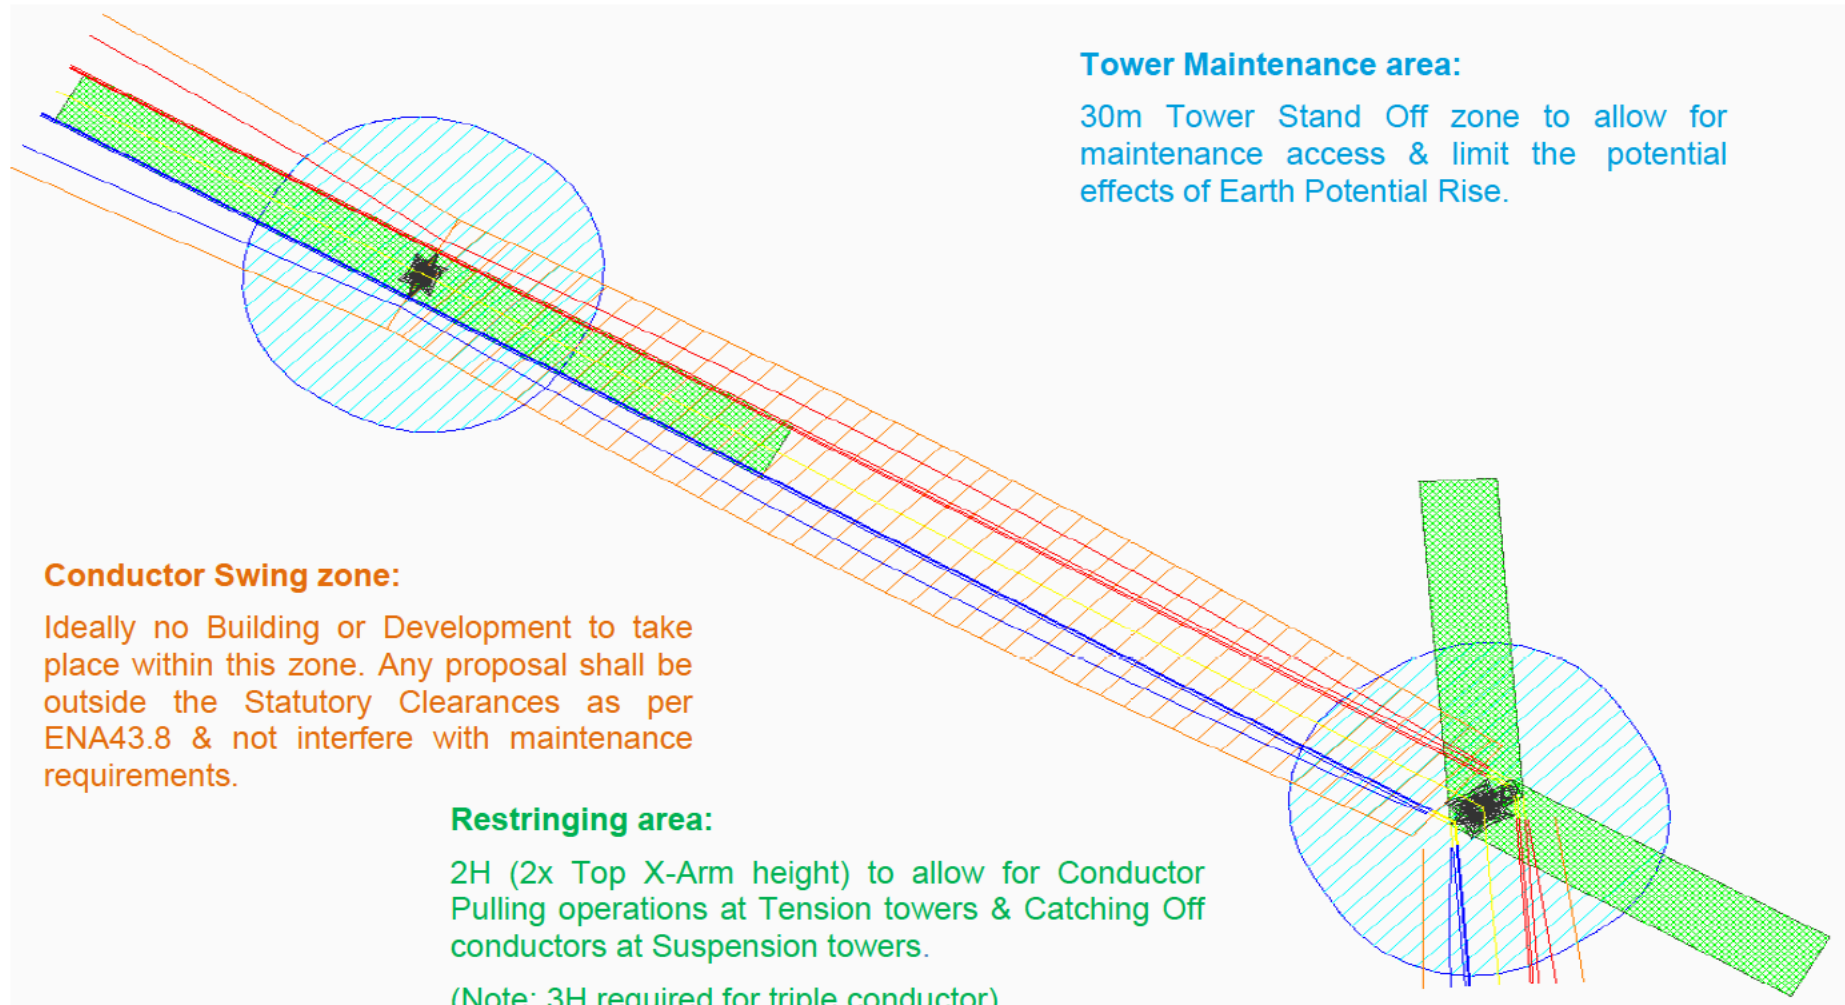 Tower Maintenance area:
30m Tower Stand Off zone to allow for
maintenance access & limit the potential
effects of Earth Potential Rise.
Conductor Swing zone:
Ideally no Building or Development to take
place within this zone. Any proposal shall be
outside the Statutory Clearances as per
ENA43.8 & not interfere with maintenance
requirements.
Restringing area:
2H (2x Top X-Arm height) to allow for Conductor
Pulling operations at Tension towers & Catching Off
conductors at Suspension towers.
(Note: 3H required for triple conductor)